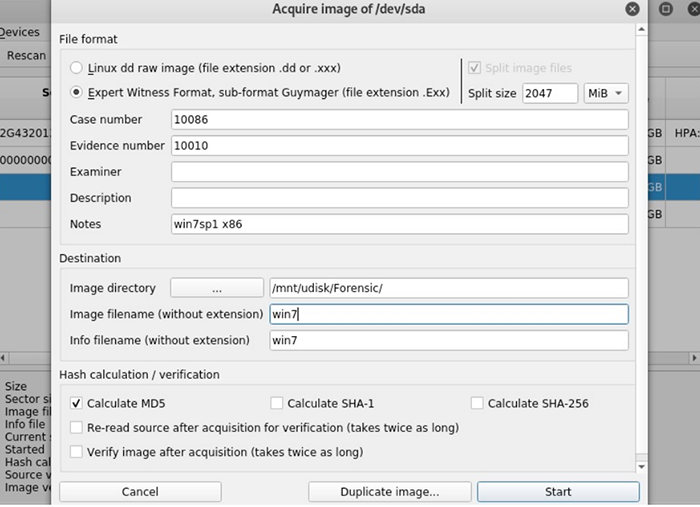 Acquire image of /dev/sda
Devices
Rescan
File format
Linux dd raw image (file extension .dd or .xxx)
Split image files
Expert Witness Format, sub-format Guymager (file extension .Exx)
Split size 2047 MiB
Case number 10086
Evidence number 10010
Examiner
Description
Notes win7sp1 x86
2G43201
HPA:
00000000
GB
GB
GB
GB
Destination
Image directory ... /mnt/udisk/Forensic/
Image filename (without extension) win7
Info filename (without extension) win7
Hash calculation / verification
Calculate MD5 Calculate SHA-1 Calculate SHA-256
Re-read source after acquisition for verification (takes twice as long)
Verify image after acquisition (takes twice as long)
Cancel Duplicate image... Start
Size
Sector si
Image fil
Info file
Current
Started
Hash cal
Source v
Image ve